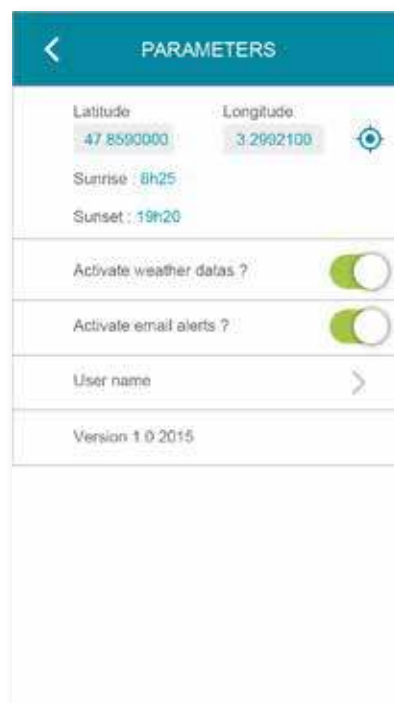 PARAMETERS
Latitude Longitude
47.8590000 3.2992100
Sunrise : 8h25
Sunset : 19h20
Activate weather datas ?
Activate email alerts ?
User name
Version 1.0 2015